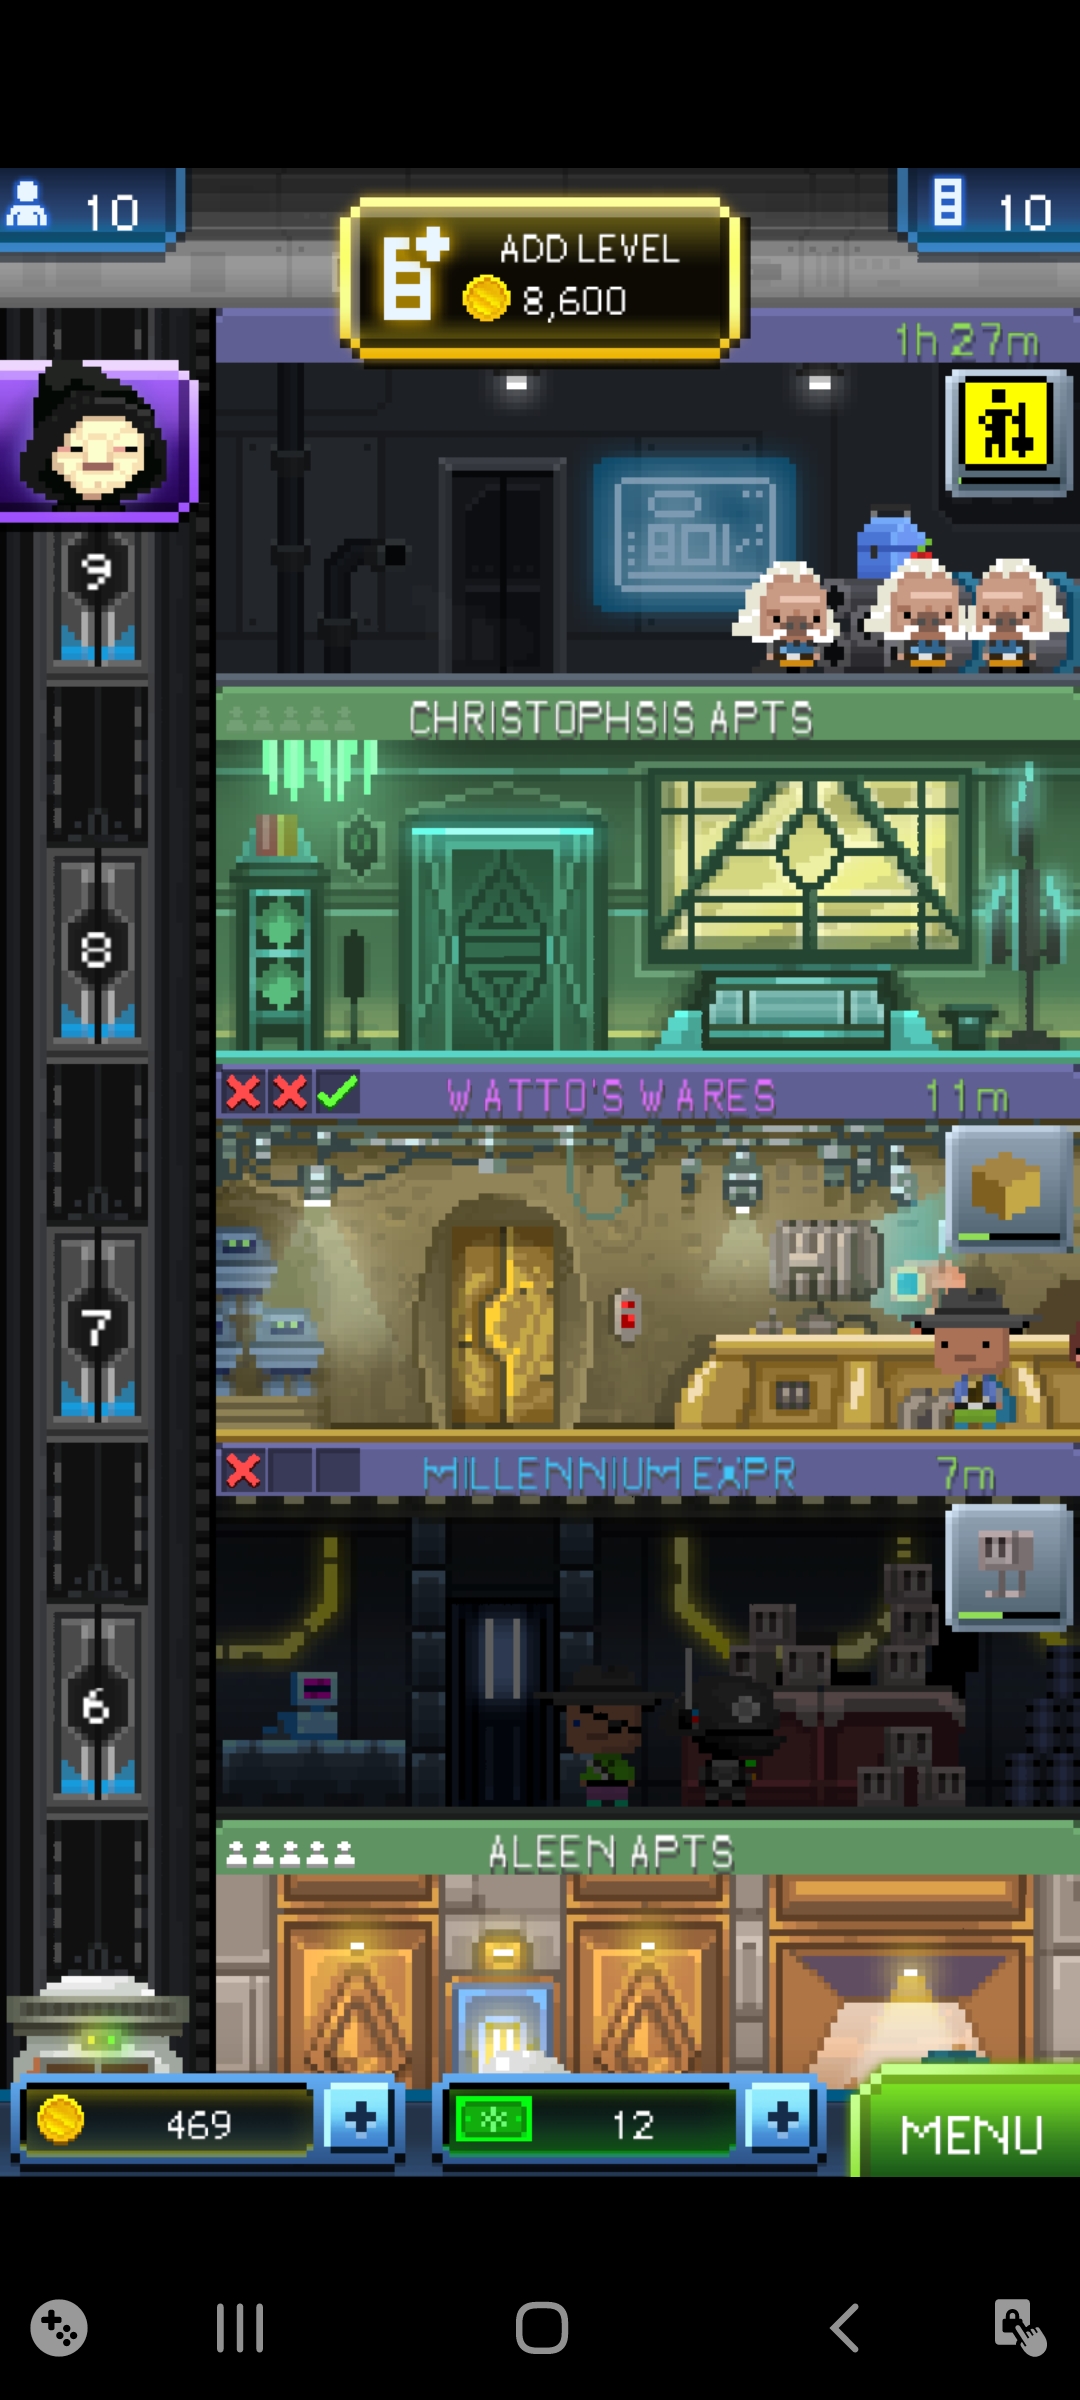 10
ADD LEVEL
8,600
10
1h 27m
9
CHRISTOPHSIS APTS
8
WATTO'S WARES
11m
7
MILLENNIUM EXPR
7m
6
ALEEN APTS
469
12
MENU